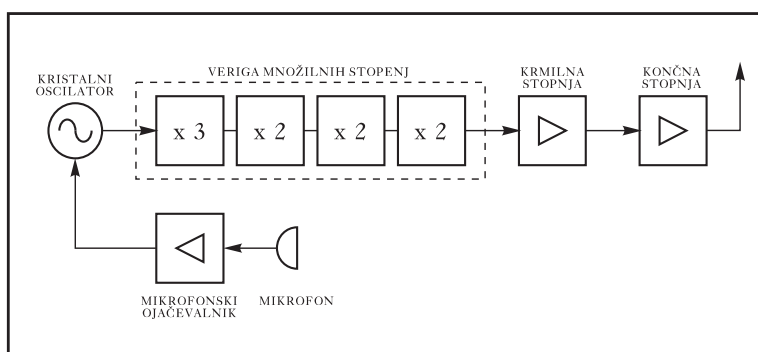 VERIGA MNOŽILNIH STOPENJ
KRISTALNI
OSCILATOR
KRMILNA
STOPNJA
KONČNA
STOPNJA
x 3
x 2
x 2
x 2
MIKROFONSKI
OJAČEVALNIK
MIKROFON